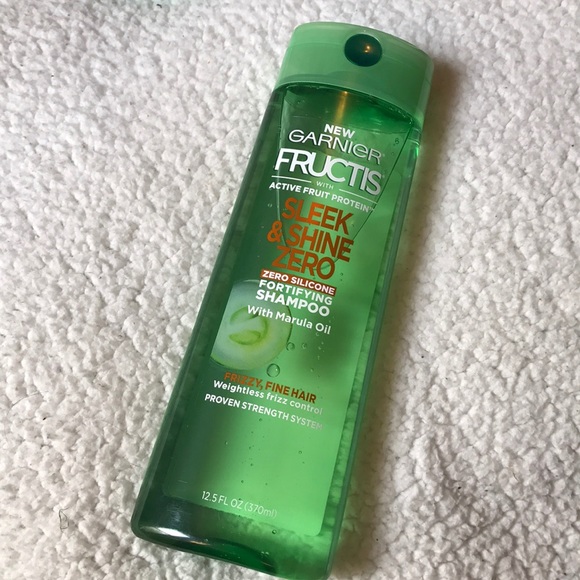 NEW
GARNIER
FRUCTIS
WITH
ACTIVE FRUIT PROTEIN™
SLEEK
& SHINE
ZERO
ZERO SILICONE
FORTIFYING
SHAMPOO
With Marula Oil
FRIZZY, FINE HAIR
Weightless frizz control
PROVEN STRENGTH SYSTEM
12.5 FL OZ (370ml)